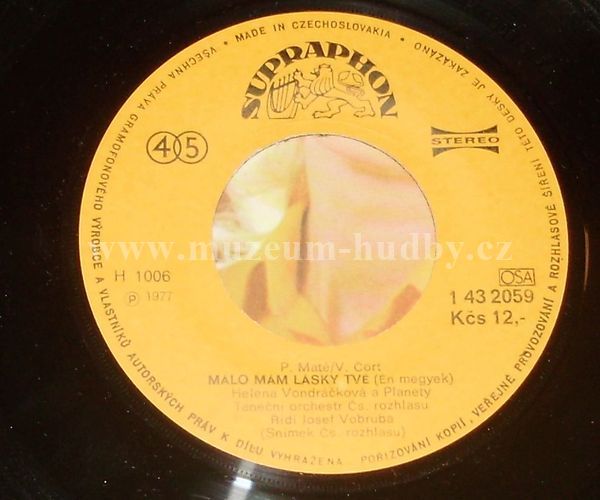 VŠECHNA PRÁVA GRAMOFONOVÉHO VÝROBCE A VLASTNÍKŮ AUTORSKÝCH PRÁV K DÍLU VYHRAŽENA. POŘIZOVÁNÍ KOPIÍ, VEŘEJNÉ PROVOZOVÁNÍ A ROZHLASOVÉ ŠÍŘENÍ TÉTO DESKY JE ZAKÁZÁNO
• MADE IN CZECHOSLOVAKIA •
SUPRAPHON
45
STEREO
www.muzeum-hudby.cz
H 1006
Ⓟ 1977
OSA
1 43 2059
Kčs 12,-
P. Maté/V. Čort
MÁLO MÁM LÁSKY TVÉ (En megyek)
Helena Vondráčková a Planety
Taneční orchestr Čs. rozhlasu
Řídí Josef Vobruba
(Snímek Čs. rozhlasu)